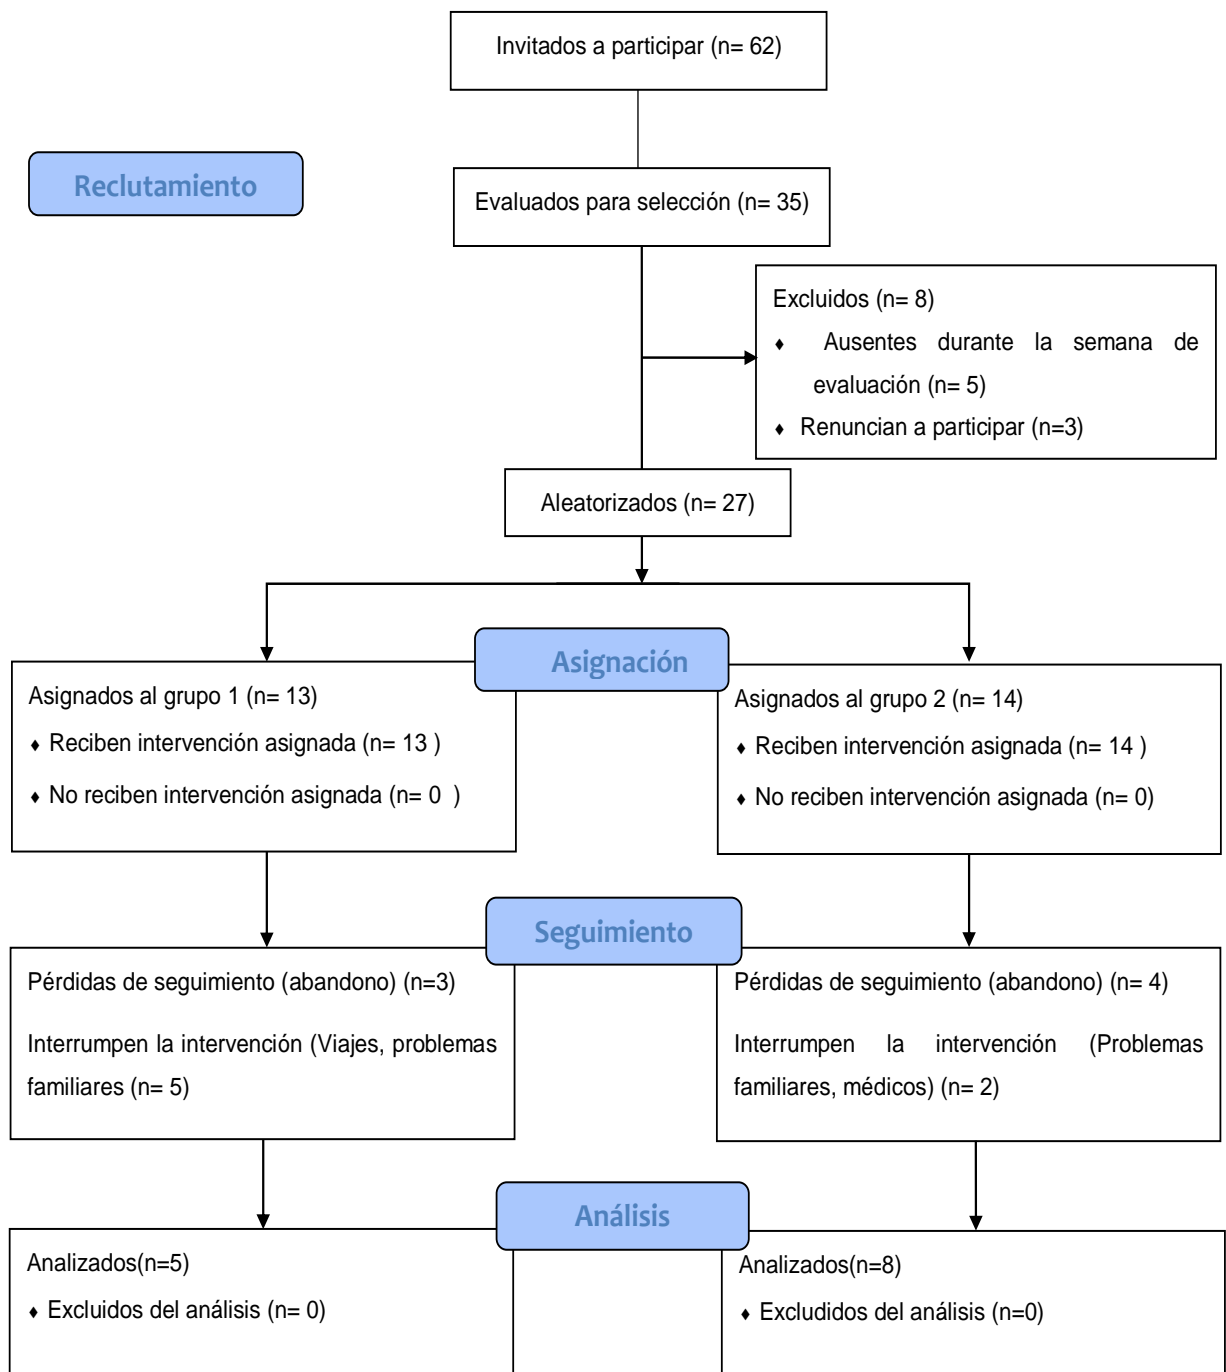 Invitados a participar (n= 62)
Reclutamiento
Evaluados para selección (n= 35)
Excluidos (n= 8)
♦ Ausentes durante la semana de
evaluación (n= 5)
♦ Renuncian a participar (n=3)
Aleatorizados (n= 27)
Asignación
Asignados al grupo 1 (n= 13)
♦ Reciben intervención asignada (n= 13 )
♦ No reciben intervención asignada (n= 0 )
Asignados al grupo 2 (n= 14)
♦ Reciben intervención asignada (n= 14 )
♦ No reciben intervención asignada (n= 0)
Seguimiento
Pérdidas de seguimiento (abandono) (n=3)
Interrumpen la intervención (Viajes, problemas
familiares (n= 5)
Pérdidas de seguimiento (abandono) (n= 4)
Interrumpen la intervención (Problemas
familiares, médicos) (n= 2)
Análisis
Analizados(n=5)
♦ Excluidos del análisis (n= 0)
Analizados(n=8)
♦ Excludidos del análisis (n=0)